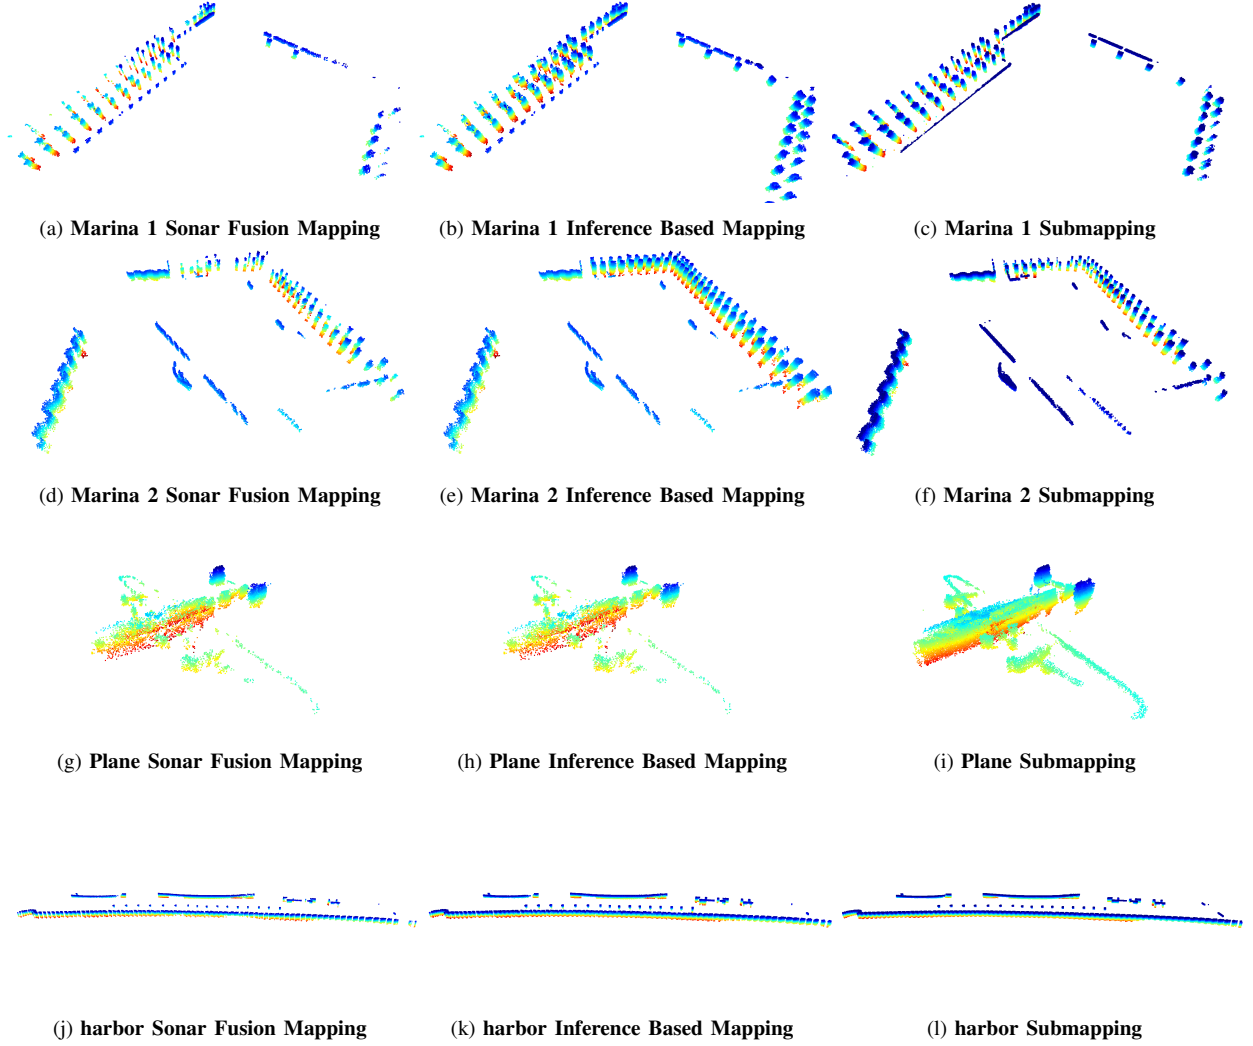 (a) Marina 1 Sonar Fusion Mapping
(b) Marina 1 Inference Based Mapping
(c) Marina 1 Submapping
(d) Marina 2 Sonar Fusion Mapping
(e) Marina 2 Inference Based Mapping
(f) Marina 2 Submapping
(g) Plane Sonar Fusion Mapping
(h) Plane Inference Based Mapping
(i) Plane Submapping
(j) harbor Sonar Fusion Mapping
(k) harbor Inference Based Mapping
(l) harbor Submapping